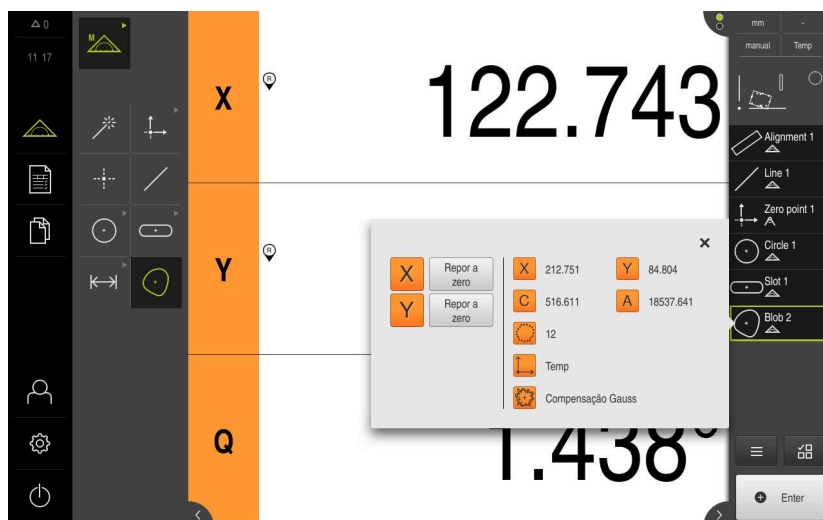 0
11 17
M
X
R
122.743
Y
R
Q
1.438°
X
Repor a
zero
Y
Repor a
zero
X
212.751
Y
84.804
C
516.611
A
18537.641
12
Temp
Compensação Gauss
mm
-
manual
Temp
Alignment 1
Line 1
Zero point 1
Circle 1
Slot 1
Blob 2
Enter